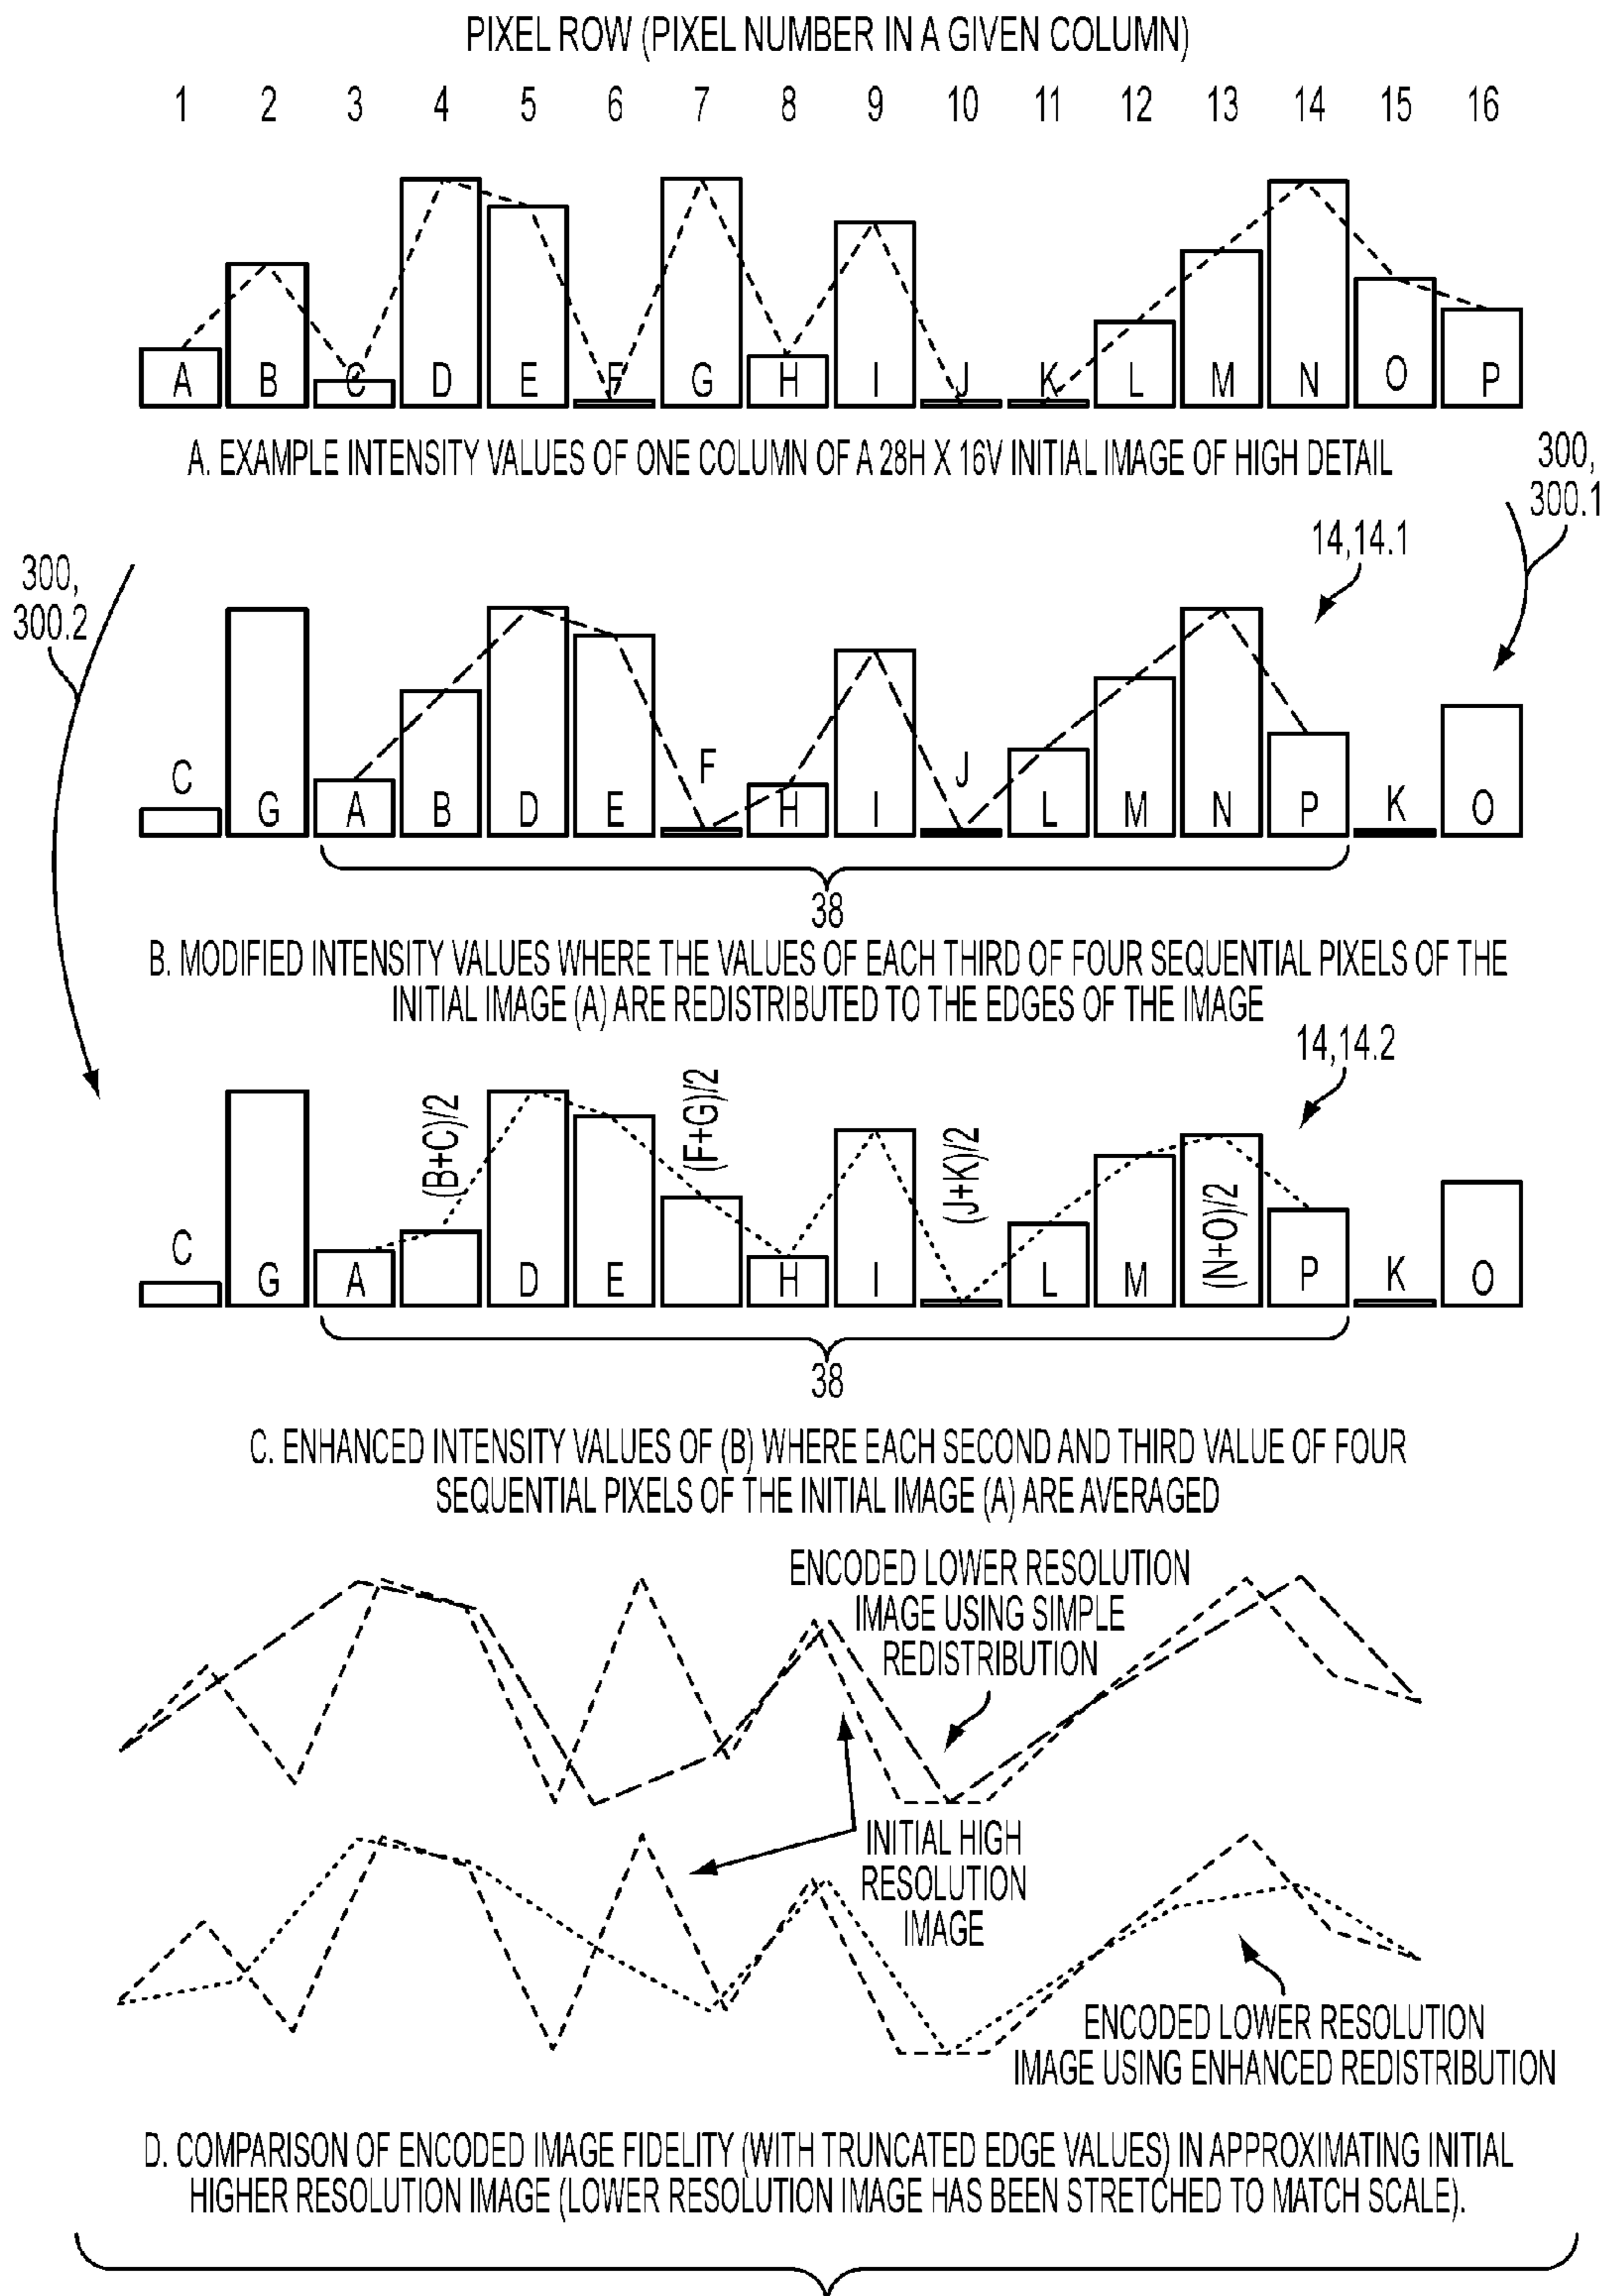 PIXEL ROW (PIXEL NUMBER IN A GIVEN COLUMN)
1 2 3 4 5 6 7 8 9 10 11 12 13 14 15 16
A B C D E F G H I J K L M N O P
A. EXAMPLE INTENSITY VALUES OF ONE COLUMN OF A 28H X 16V INITIAL IMAGE OF HIGH DETAIL
300,
300.1
14,14.1
300,
300.2
C G A B D E F H I J L M N P K O
38
B. MODIFIED INTENSITY VALUES WHERE THE VALUES OF EACH THIRD OF FOUR SEQUENTIAL PIXELS OF THE
INITIAL IMAGE (A) ARE REDISTRIBUTED TO THE EDGES OF THE IMAGE
14,14.2
C G A (B+C)/2 D E (F+G)/2 H I (J+K)/2 L M (N+O)/2 P K O
38
C. ENHANCED INTENSITY VALUES OF (B) WHERE EACH SECOND AND THIRD VALUE OF FOUR
SEQUENTIAL PIXELS OF THE INITIAL IMAGE (A) ARE AVERAGED
ENCODED LOWER RESOLUTION
IMAGE USING SIMPLE
REDISTRIBUTION
INITIAL HIGH
RESOLUTION
IMAGE
ENCODED LOWER RESOLUTION
IMAGE USING ENHANCED REDISTRIBUTION
D. COMPARISON OF ENCODED IMAGE FIDELITY (WITH TRUNCATED EDGE VALUES) IN APPROXIMATING INITIAL
HIGHER RESOLUTION IMAGE (LOWER RESOLUTION IMAGE HAS BEEN STRETCHED TO MATCH SCALE).